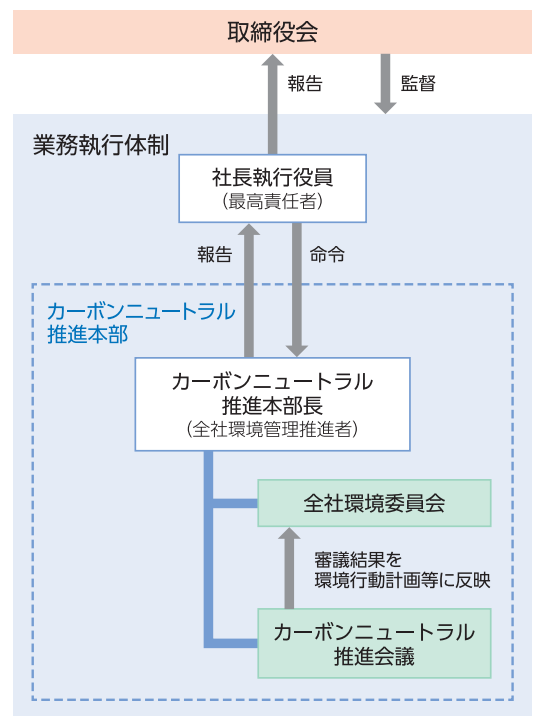 取締役会
報告
監督
業務執行体制
社長執行役員
（最高責任者）
報告
命令
カーボンニュートラル
推進本部
カーボンニュートラル
推進本部長
（全社環境管理推進者）
全社環境委員会
審議結果を
環境行動計画等に反映
カーボンニュートラル
推進会議